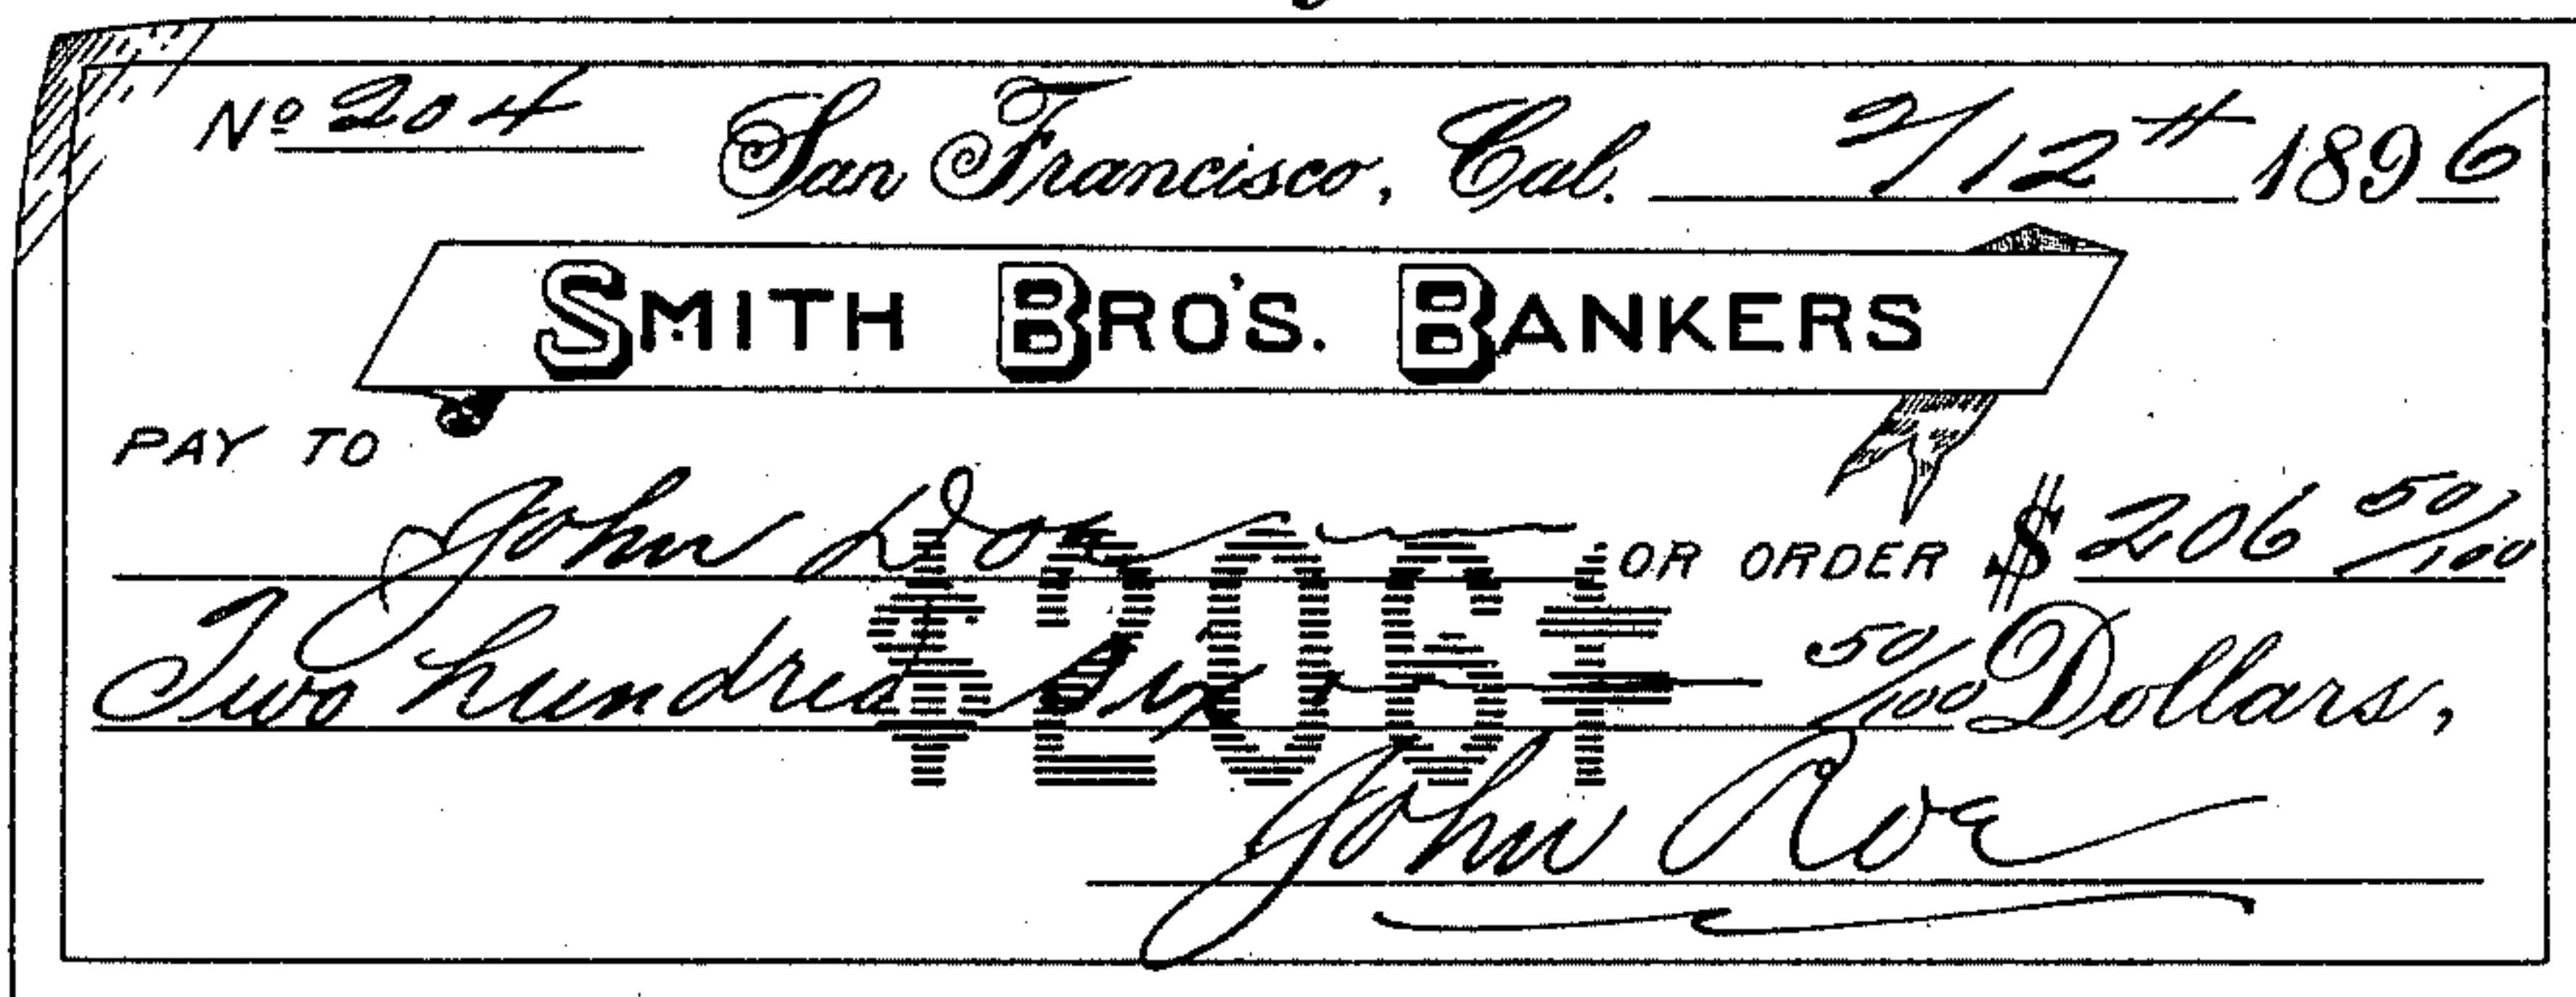 Nº 204 San Francisco, Cal. 2/12th 1896
SMITH BRO'S. BANKERS
PAY TO
John Doe OR ORDER $ 206 50/100
$206‡
Two hundred Six 50/100 Dollars,
John Roe